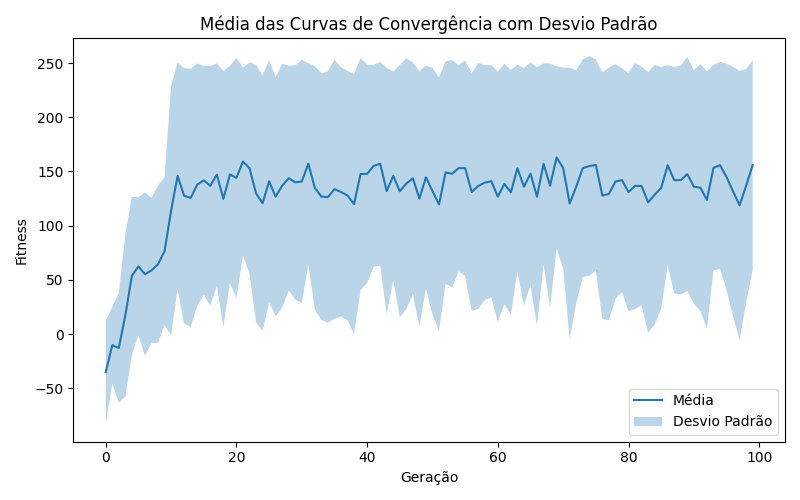 Média das Curvas de Convergência com Desvio Padrão
Fitness
250
200
150
100
50
0
−50
0 20 40 60 80 100
Geração
Média
Desvio Padrão